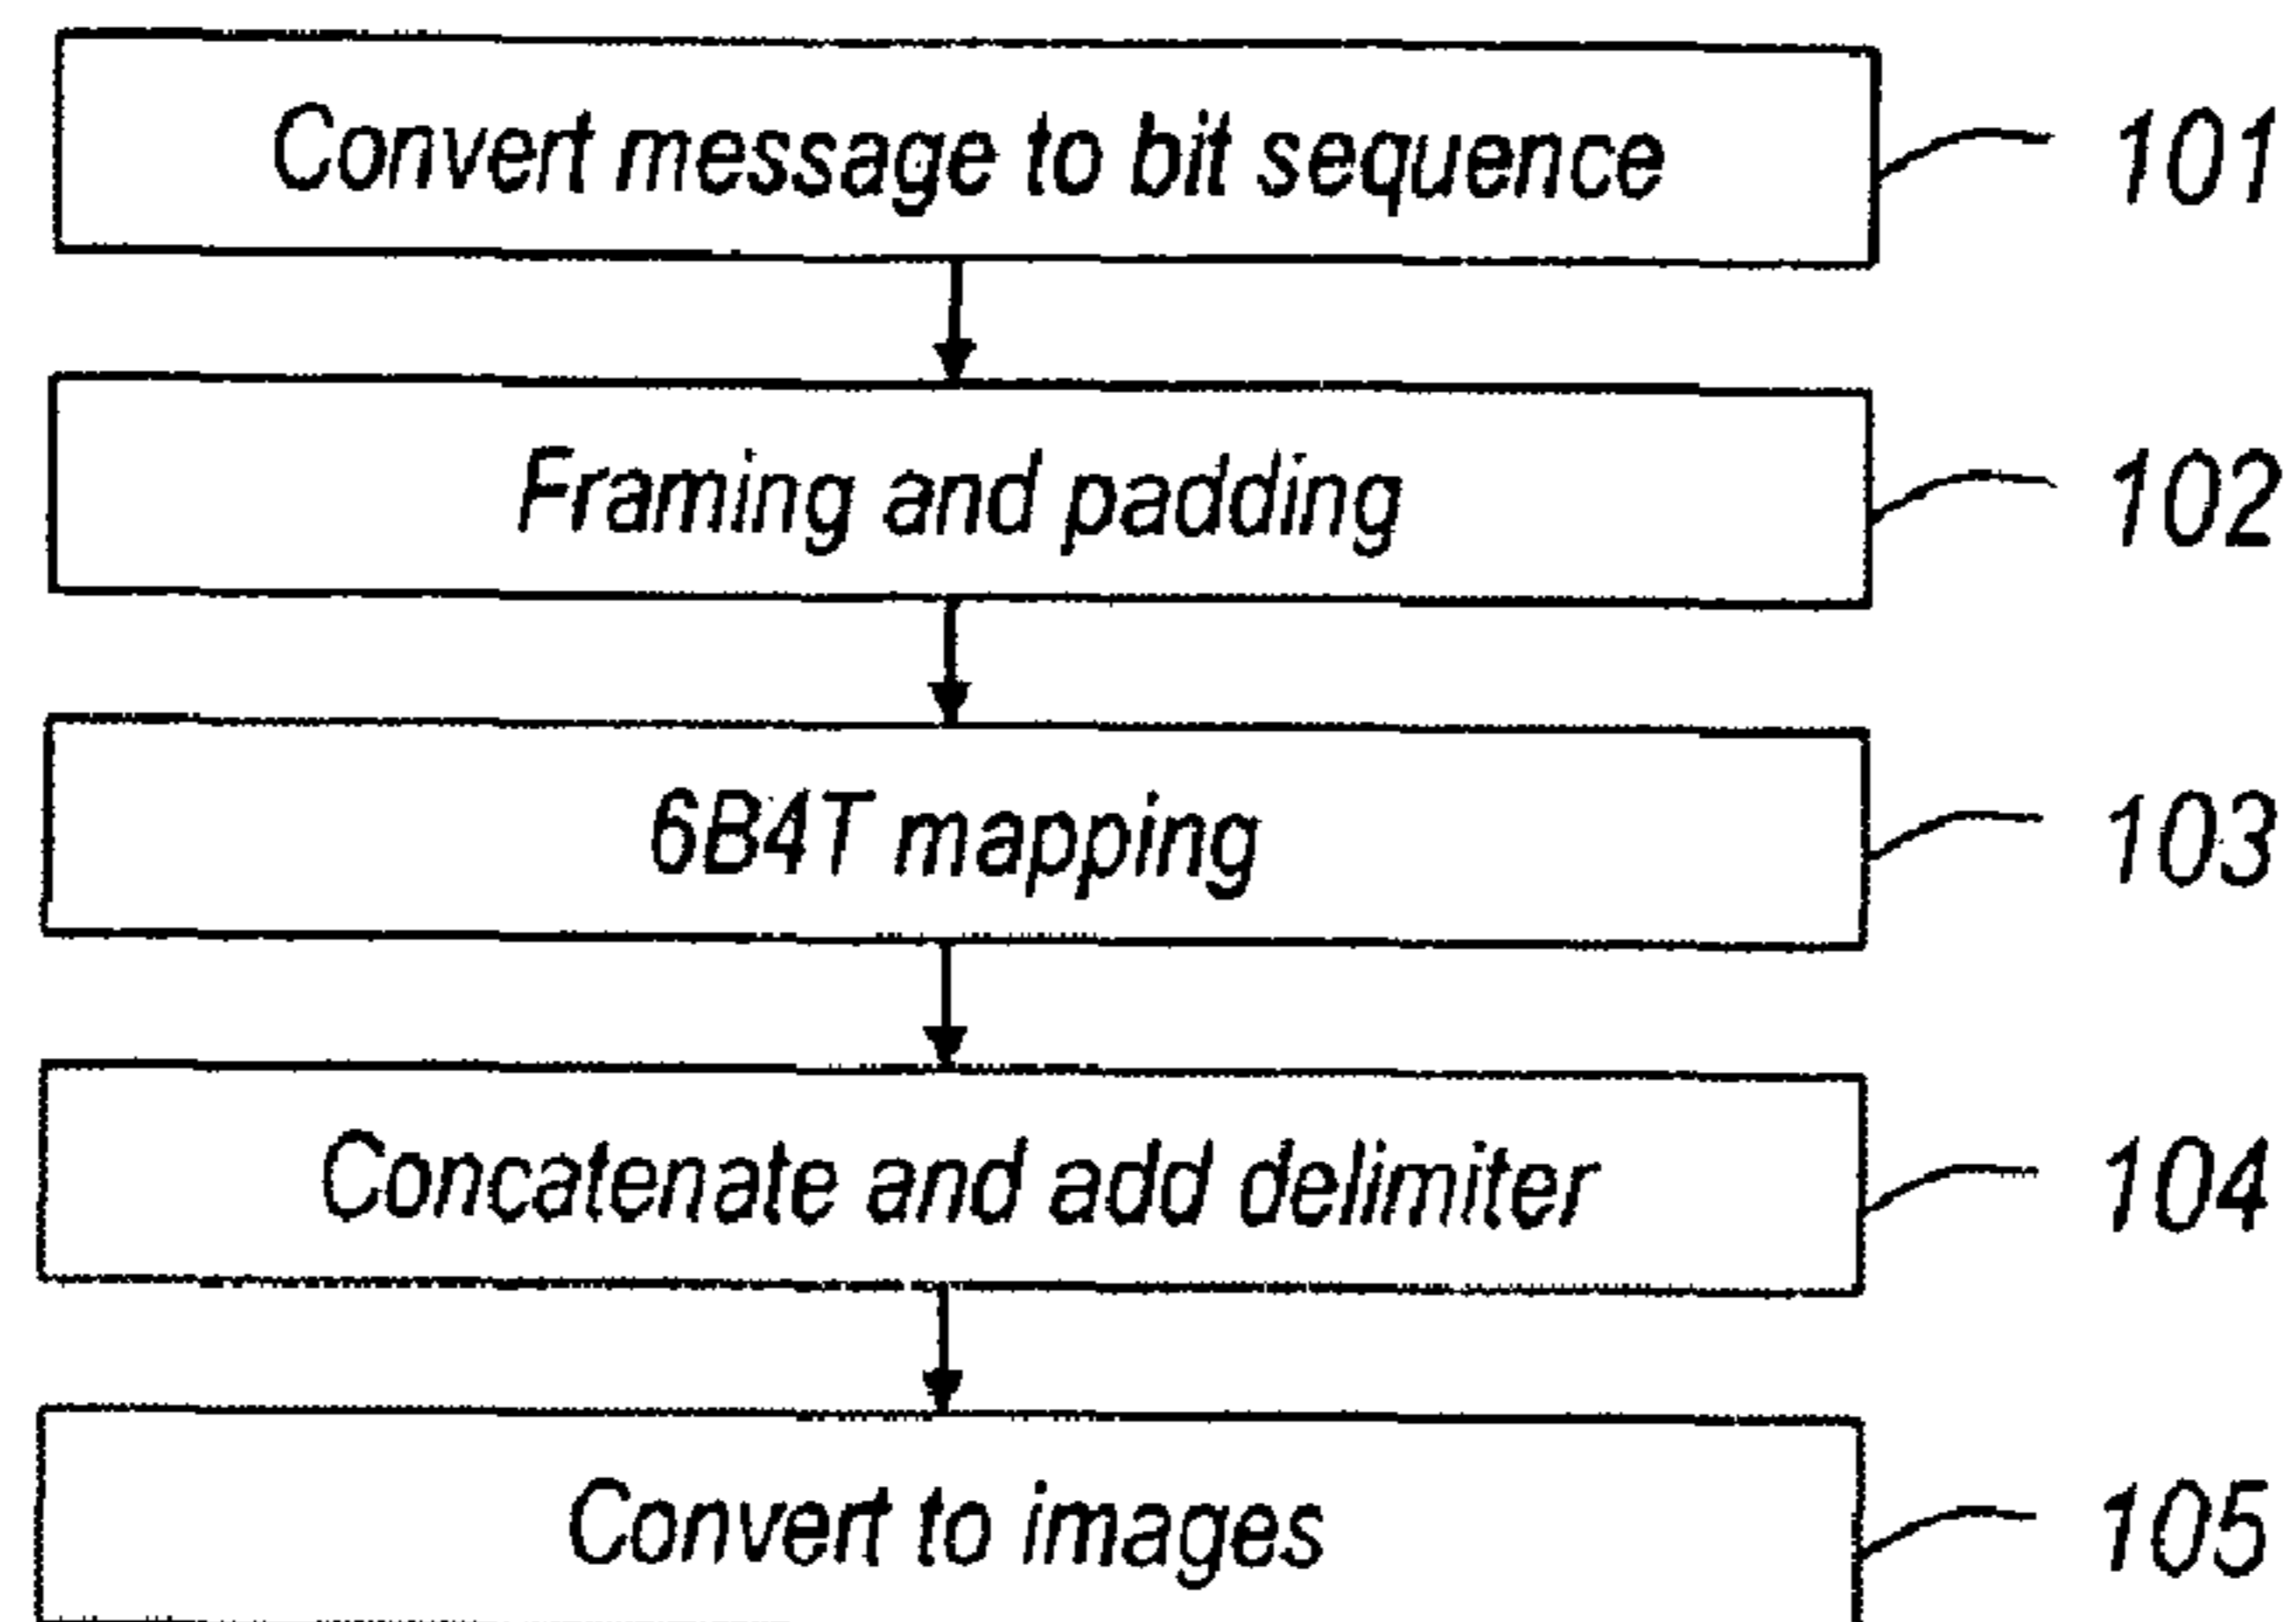 Convert message to bit sequence 101
Framing and padding 102
6B4T mapping 103
Concatenate and add delimiter 104
Convert to images 105